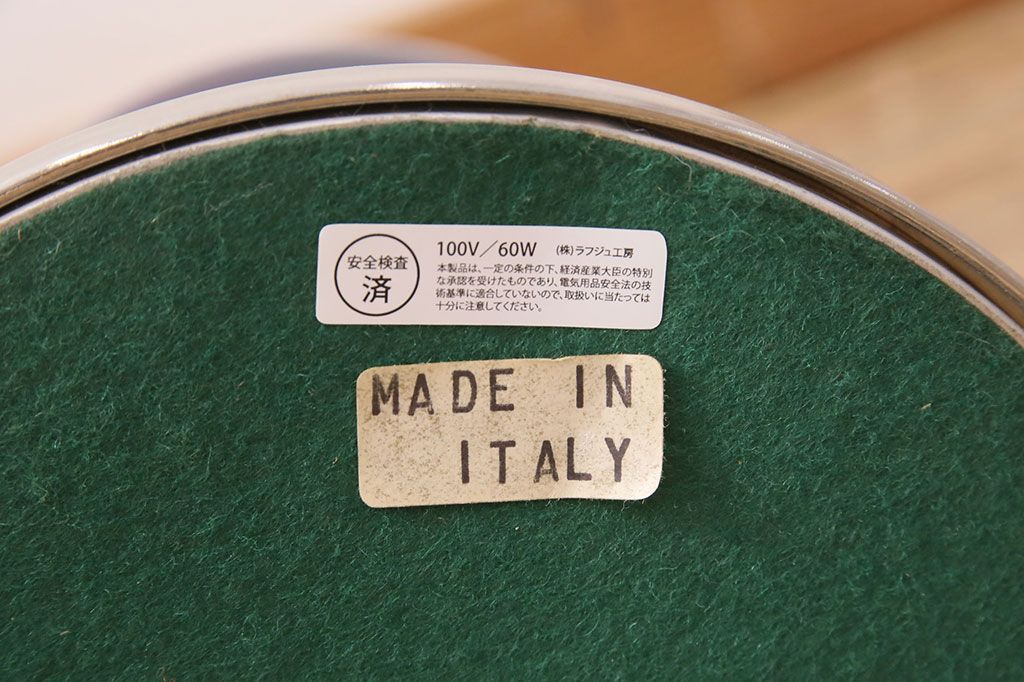 安全検査
済
100V／60W （株）ラフジュ工房
本製品は、一定の条件の下、経済産業大臣の特別
な承認を受けたものであり、電気用品安全法の技
術基準に適合していないので、取扱いに当たっては
十分に注意してください。
MADE IN
ITALY